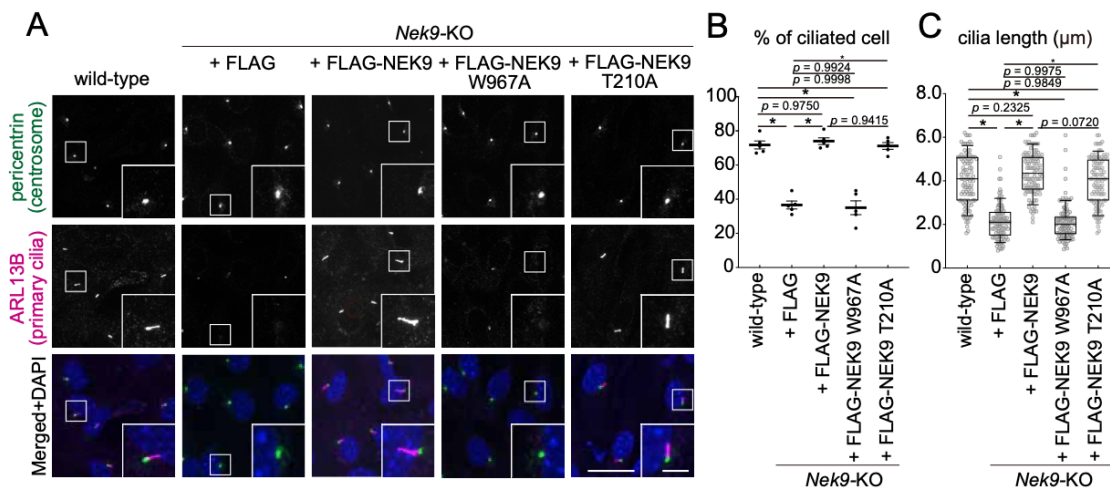 A
Nek9-KO
wild-type
+ FLAG
+ FLAG-NEK9
+ FLAG-NEK9
W967A
+ FLAG-NEK9
T210A
pericentrin
(centrosome)
ARL13B
(primary cilia)
Merged+DAPI
B
% of ciliated cell
*
p = 0.9924
p = 0.9998
*
p = 0.9750
* * p = 0.9415
100
80
60
40
20
0
wild-type
+ FLAG
+ FLAG-NEK9
+ FLAG-NEK9 W967A
+ FLAG-NEK9 T210A
Nek9-KO
C
cilia length (μm)
*
p = 0.9975
p = 0.9849
*
p = 0.2325
* * p = 0.0720
8.0
6.0
4.0
2.0
0
wild-type
+ FLAG
+ FLAG-NEK9
+ FLAG-NEK9 W967A
+ FLAG-NEK9 T210A
Nek9-KO